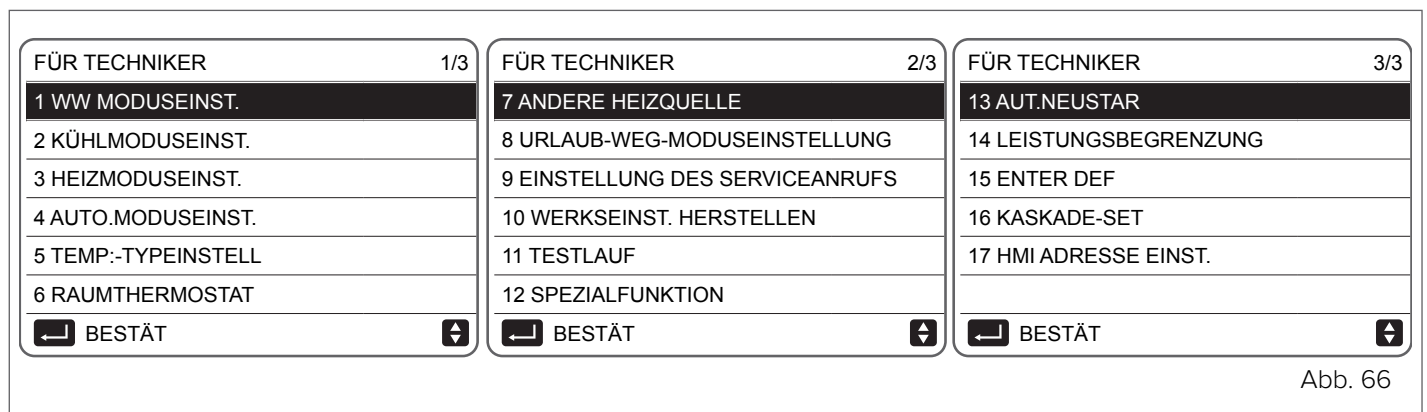 FÜR TECHNIKER 1/3
1 WW MODUSEINST.
2 KÜHLMODUSEINST.
3 HEIZMODUSEINST.
4 AUTO.MODUSEINST.
5 TEMP:-TYPEINSTELL
6 RAUMTHERMOSTAT
BESTÄT
FÜR TECHNIKER 2/3
7 ANDERE HEIZQUELLE
8 URLAUB-WEG-MODUSEINSTELLUNG
9 EINSTELLUNG DES SERVICEANRUFS
10 WERKSEINST. HERSTELLEN
11 TESTLAUF
12 SPEZIALFUNKTION
BESTÄT
FÜR TECHNIKER 3/3
13 AUT.NEUSTAR
14 LEISTUNGSBEGRENZUNG
15 ENTER DEF
16 KASKADE-SET
17 HMI ADRESSE EINST.
BESTÄT
Abb. 66